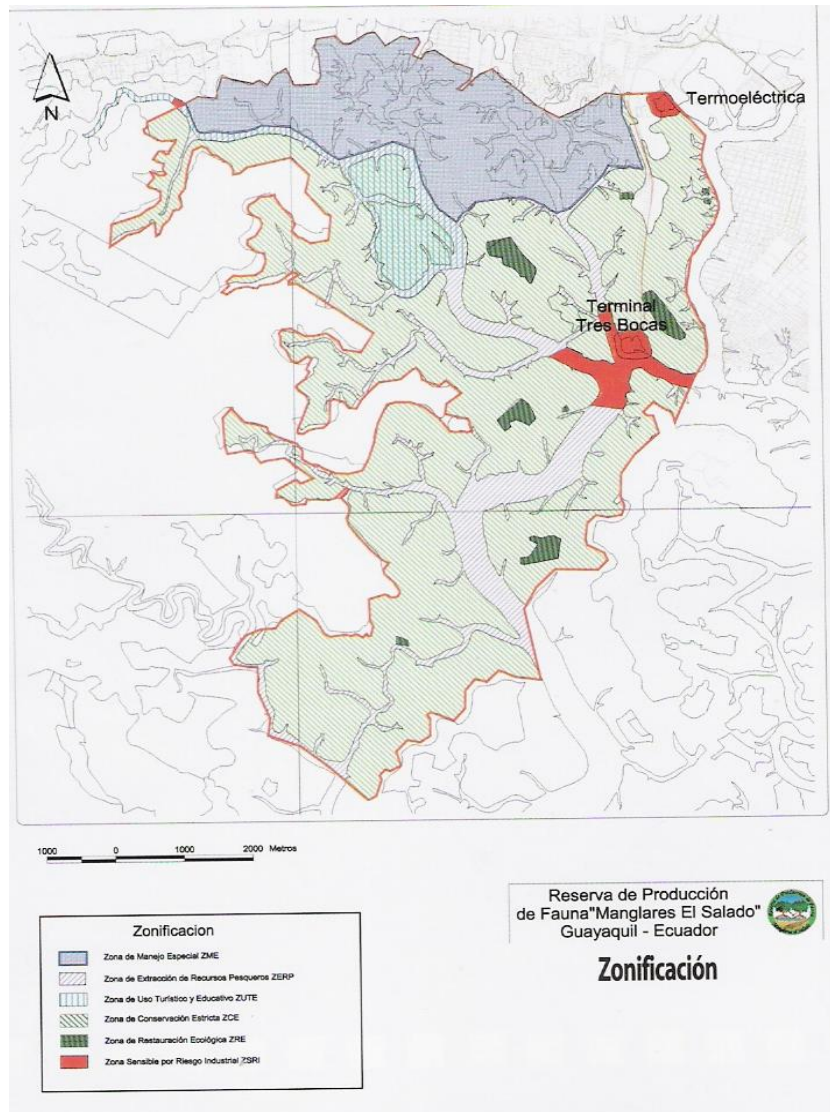 N
Termoeléctrica
Terminal
Tres Bocas
1000 0 1000 2000 Metros
Reserva de Producción
de Fauna"Manglares El Salado"
Guayaquil - Ecuador
Zonificación
Zonificacion
Zona de Manejo Especial ZME
Zona de Extracción de Recursos Pesqueros ZERP
Zona de Uso Turístico y Educativo ZUTE
Zona de Conservación Estricta ZCE
Zona de Restauración Ecológica ZRE
Zona Sensible por Riesgo Industrial ZSRI